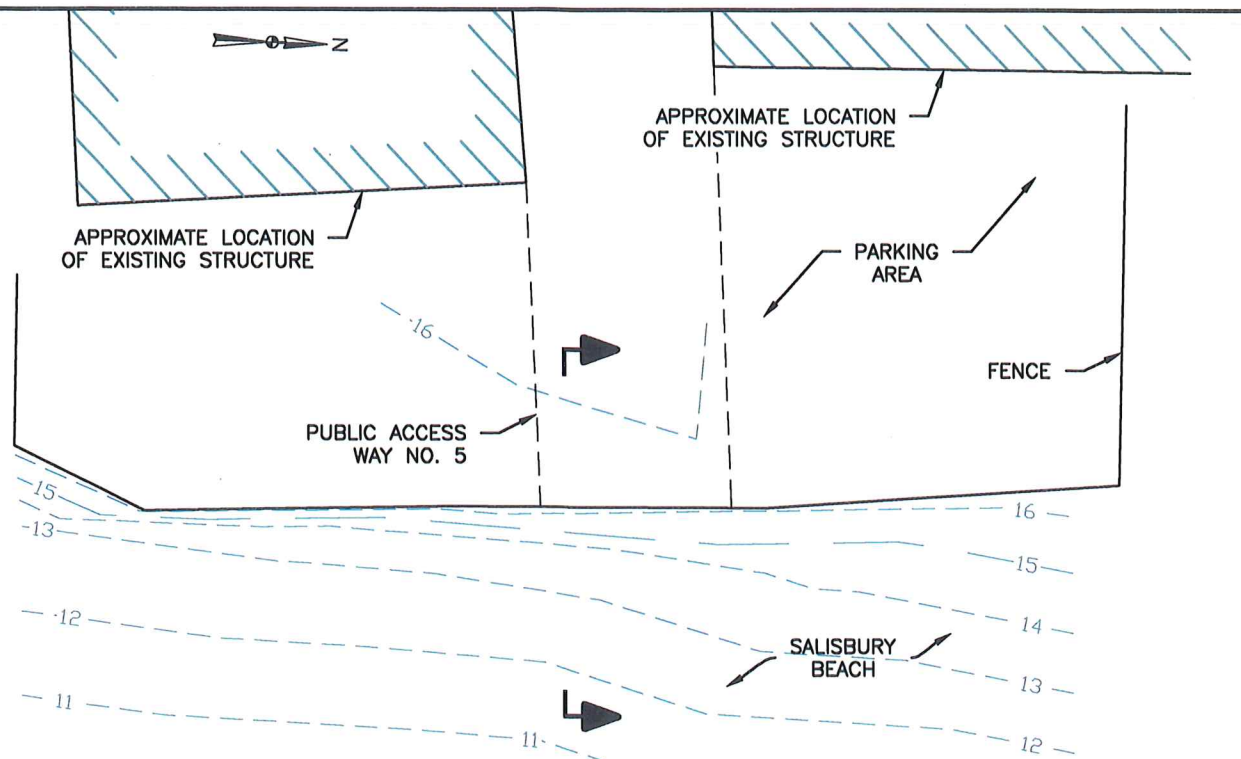 N
APPROXIMATE LOCATION
OF EXISTING STRUCTURE
APPROXIMATE LOCATION
OF EXISTING STRUCTURE
PARKING
AREA
16
FENCE
PUBLIC ACCESS
WAY NO. 5
15
16
13
15
12
14
SALISBURY
BEACH
13
11
11
12